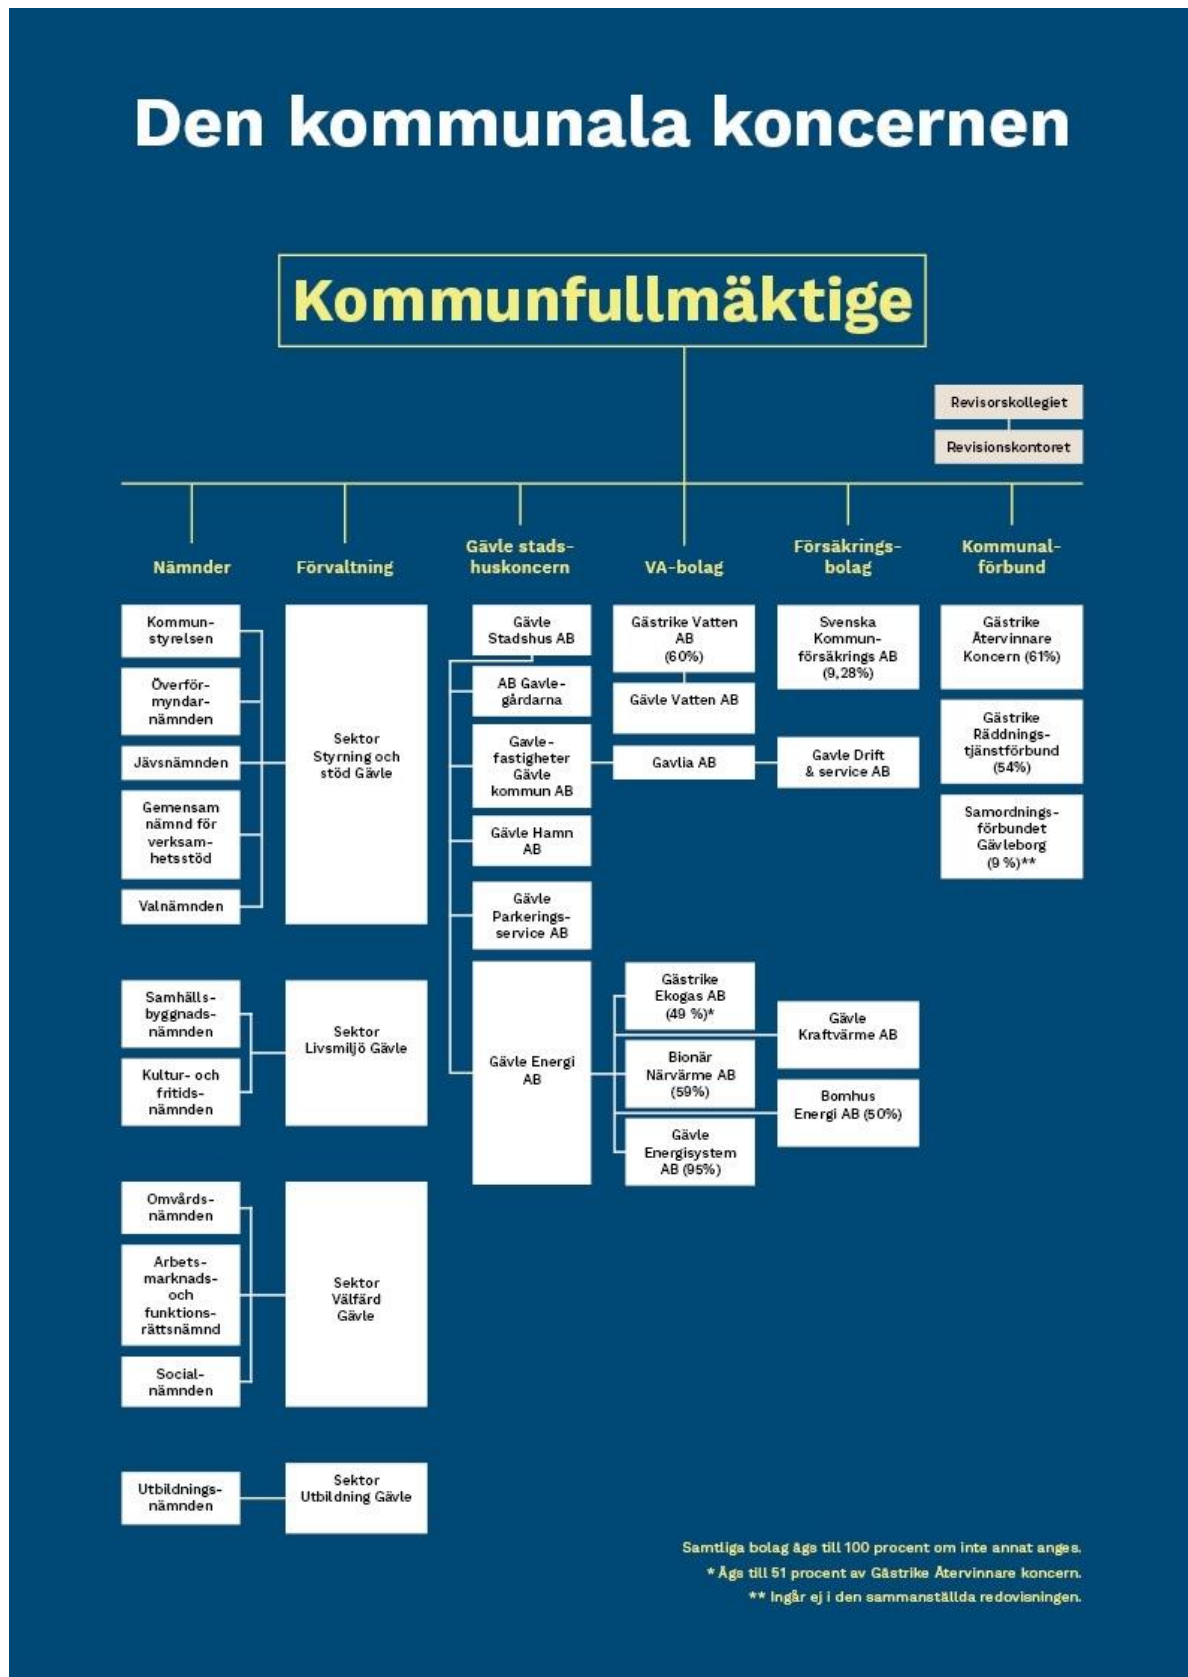 Den kommunala koncernen
Kommunfullmäktige
Revisorskollegiet
Revisionskontoret
Nämnder
Förvaltning
Gävle stads-
huskoncern
VA-bolag
Försäkrings-
bolag
Kommunal-
förbund
Kommun-
styrelsen
Överför-
myndar-
nämnden
Jävsnämnden
Gemensam
nämnd för
verksam-
hetsstöd
Valnämnden
Sektor
Styrning och
stöd Gävle
Samhälls-
byggnads-
nämnden
Kultur- och
fritids-
nämnden
Sektor
Livsmiljö Gävle
Omvårds-
nämnden
Arbets-
marknads-
och
funktions-
rättsnämnd
Social-
nämnden
Sektor
Välfärd
Gävle
Utbildnings-
nämnden
Sektor
Utbildning Gävle
Gävle
Stadshus AB
AB Gavle-
gårdarna
Gavle-
fastigheter
Gävle
kommun AB
Gävle Hamn
AB
Gävle
Parkerings-
service AB
Gävle Energi
AB
Gästrike Vatten
AB
(60%)
Gävle Vatten AB
Gavlia AB
Gästrike
Ekogas AB
(49 %)*
Bionär
Närvärme AB
(59%)
Gävle
Energisystem
AB (95%)
Svenska
Kommun-
försäkrings AB
(9,28%)
Gavle Drift
& service AB
Gävle
Kraftvärme AB
Bomhus
Energi AB (50%)
Gästrike
Återvinnare
Koncern (61%)
Gästrike
Räddnings-
tjänstförbund
(54%)
Samordnings-
förbundet
Gävleborg
(9 %)**
Samtliga bolag ägs till 100 procent om inte annat anges.
* Ägs till 51 procent av Gästrike Återvinnare koncern.
** Ingår ej i den sammanställda redovisningen.